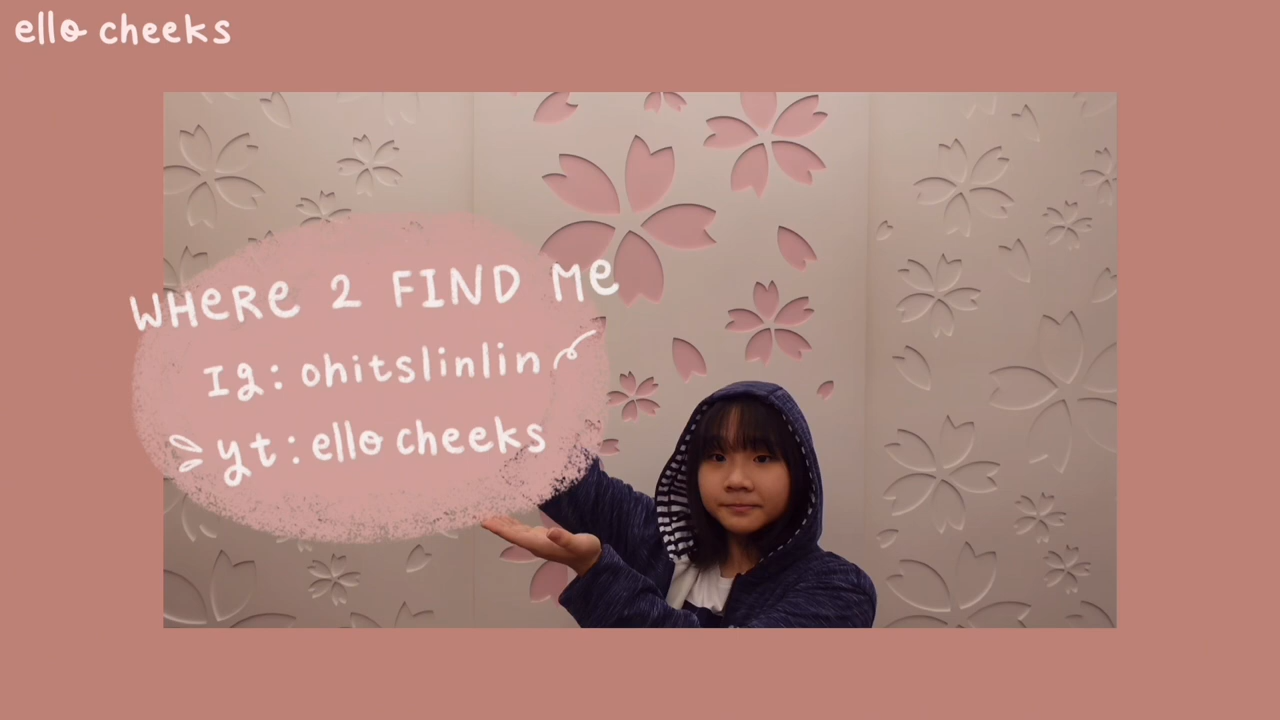 ello cheeks
WHeRe 2 FIND Me
Ig: ohitslinlin
yt: ello cheeks